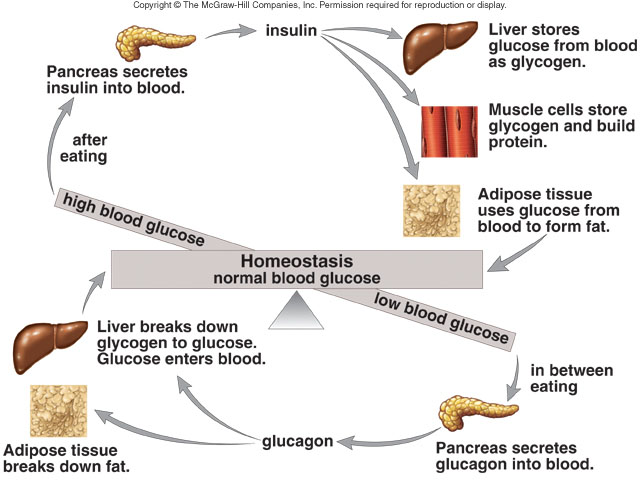 Copyright © The McGraw-Hill Companies, Inc. Permission required for reproduction or display.
insulin
Pancreas secretes
insulin into blood.
Liver stores
glucose from blood
as glycogen.
Muscle cells store
glycogen and build
protein.
after
eating
Adipose tissue
uses glucose from
blood to form fat.
high blood glucose
Homeostasis
normal blood glucose
low blood glucose
Liver breaks down
glycogen to glucose.
Glucose enters blood.
in between
eating
Adipose tissue
breaks down fat.
glucagon
Pancreas secretes
glucagon into blood.